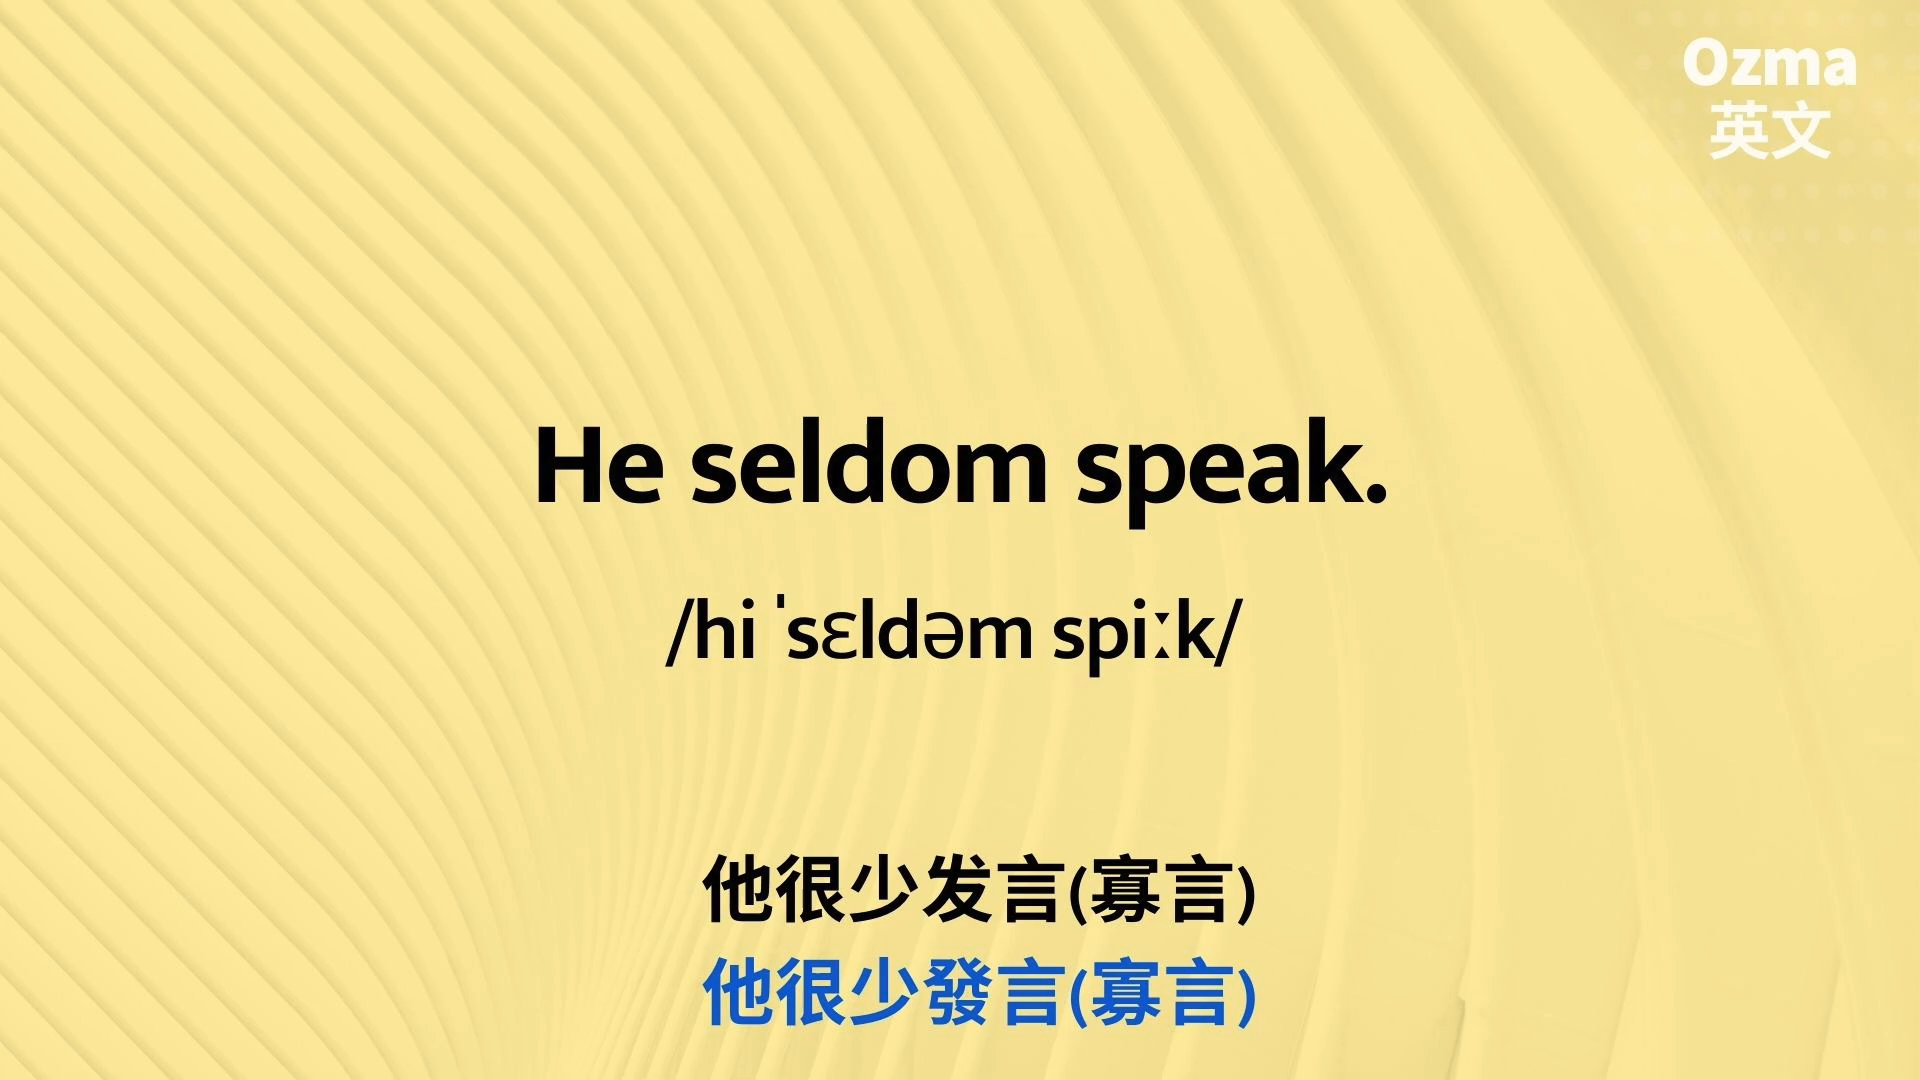 Ozma
英文
He seldom speak.
/hi ˈsɛldəm spiːk/
他很少发言(寡言)
他很少發言(寡言)